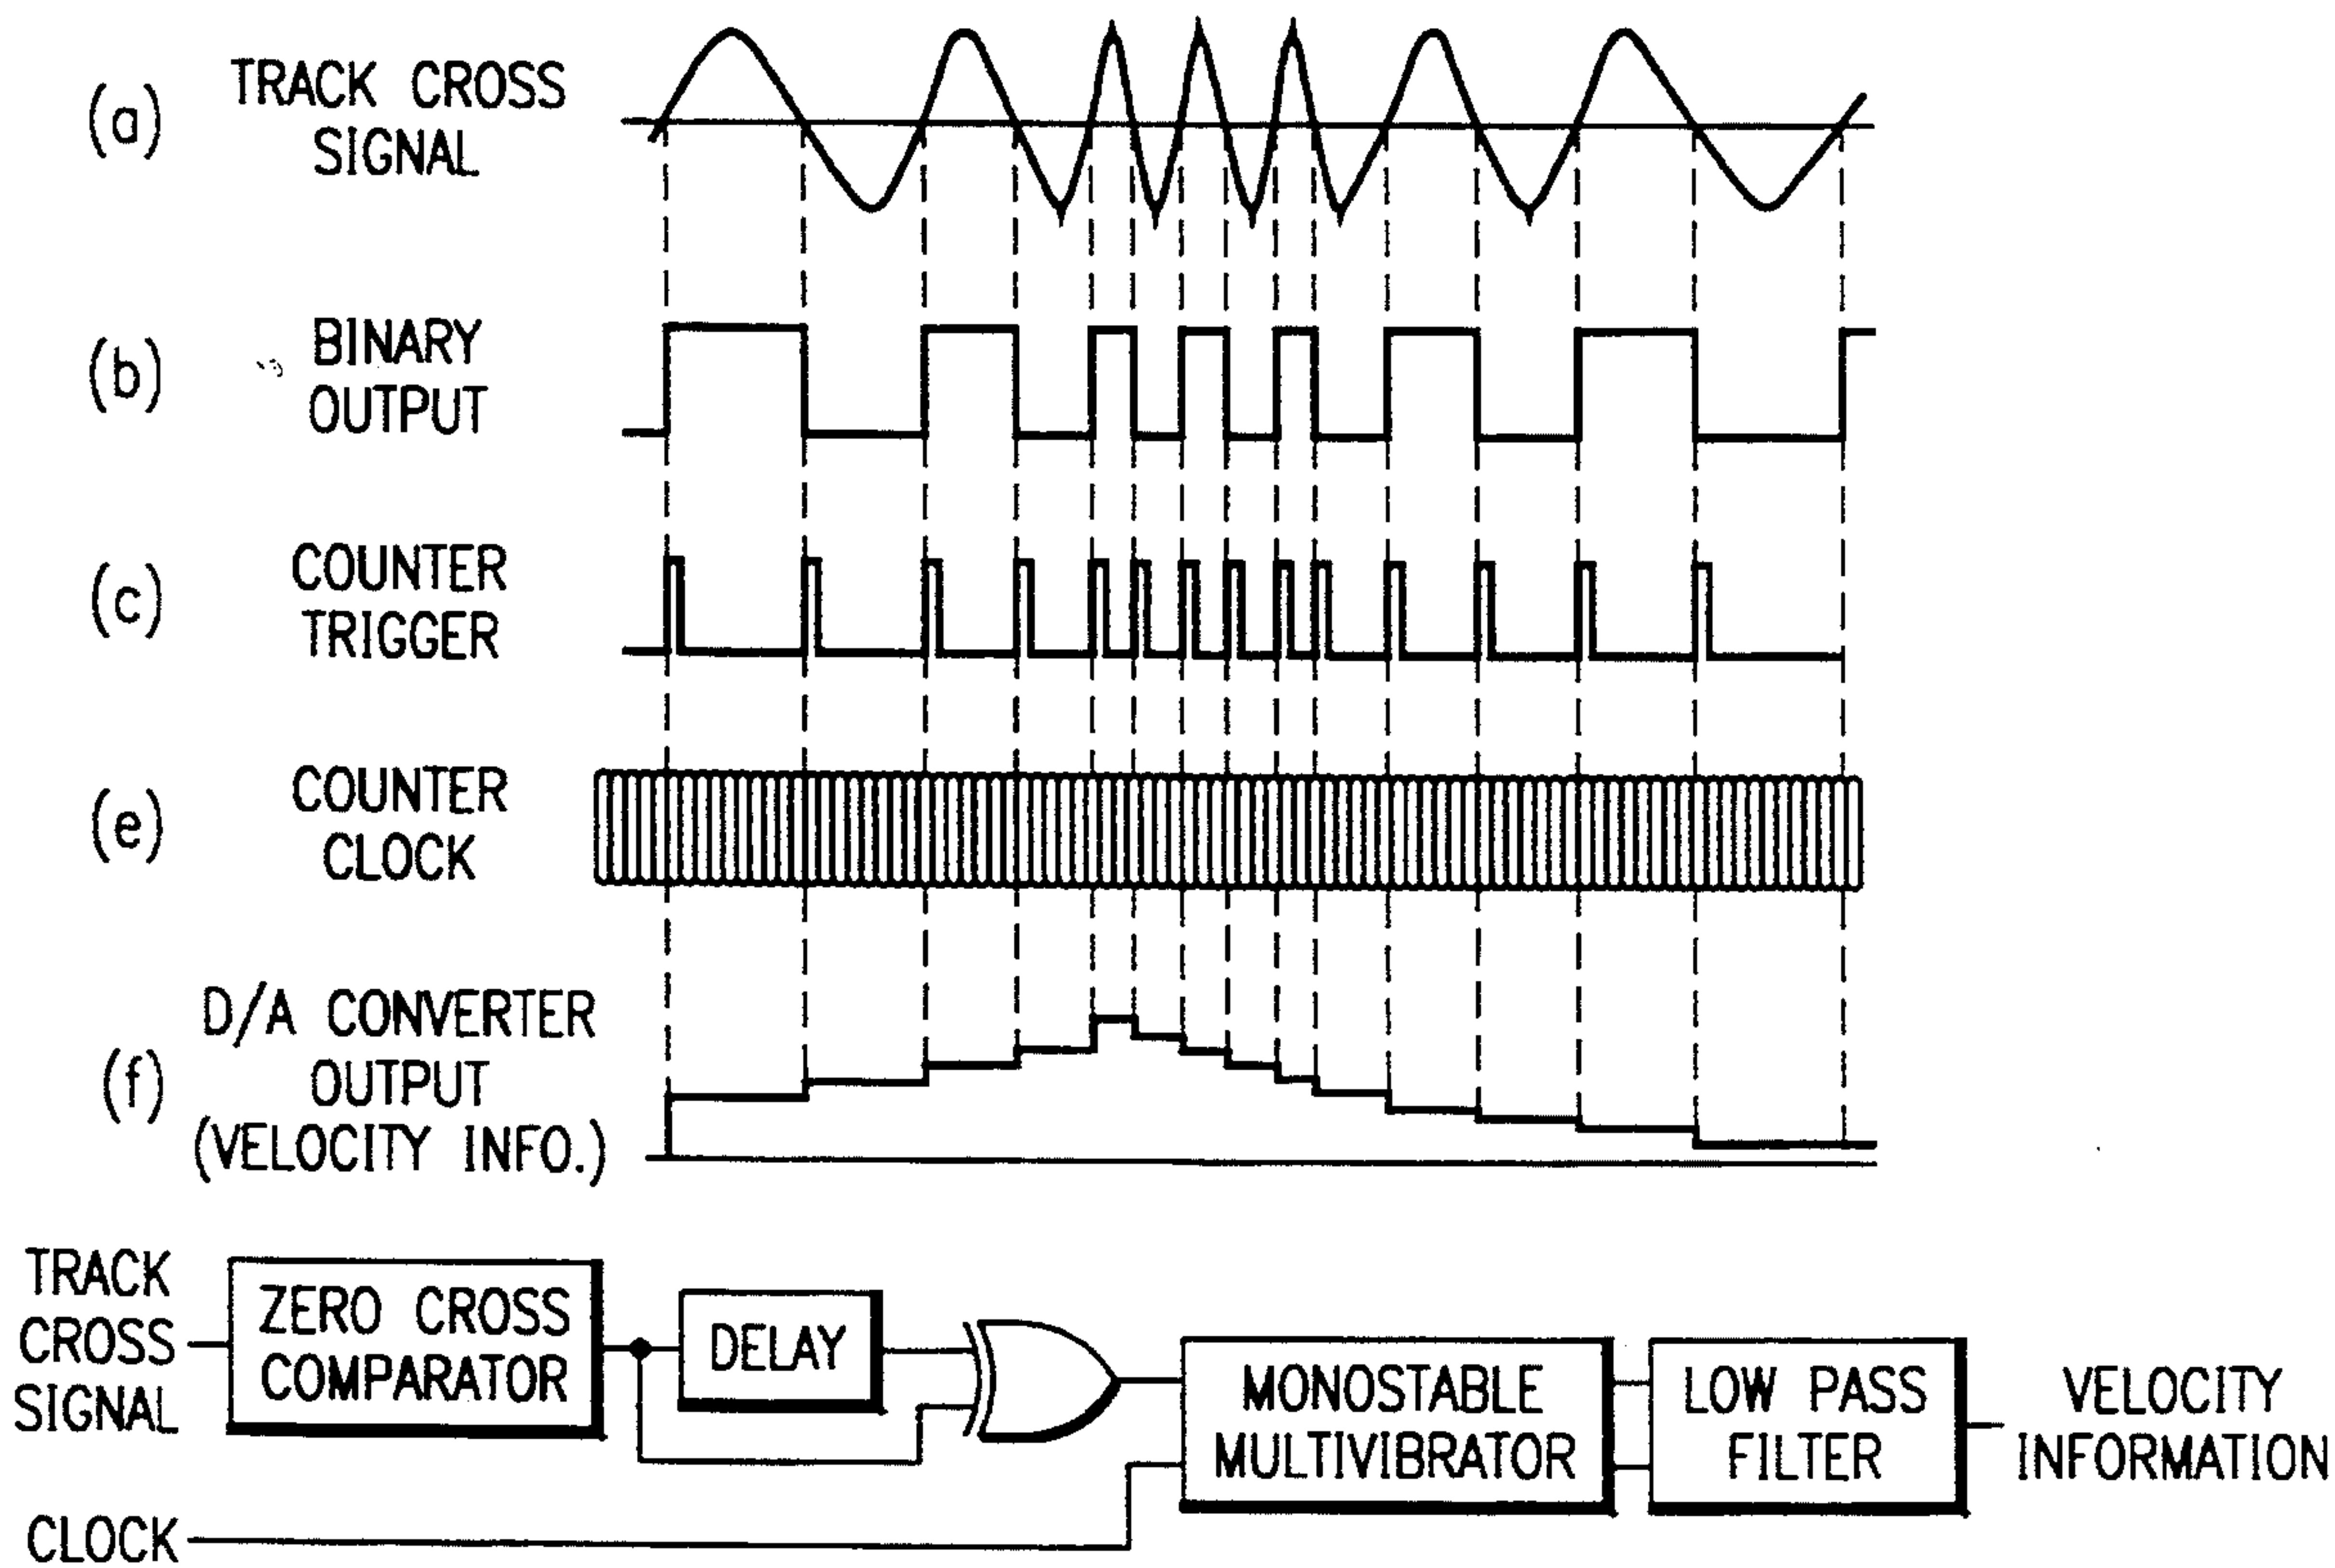 (a) TRACK CROSS
SIGNAL
(b) BINARY
OUTPUT
(c) COUNTER
TRIGGER
(e) COUNTER
CLOCK
(f) D/A CONVERTER
OUTPUT
(VELOCITY INFO.)
TRACK
CROSS
SIGNAL
ZERO CROSS
COMPARATOR
DELAY
MONOSTABLE
MULTIVIBRATOR
LOW PASS
FILTER
VELOCITY
INFORMATION
CLOCK